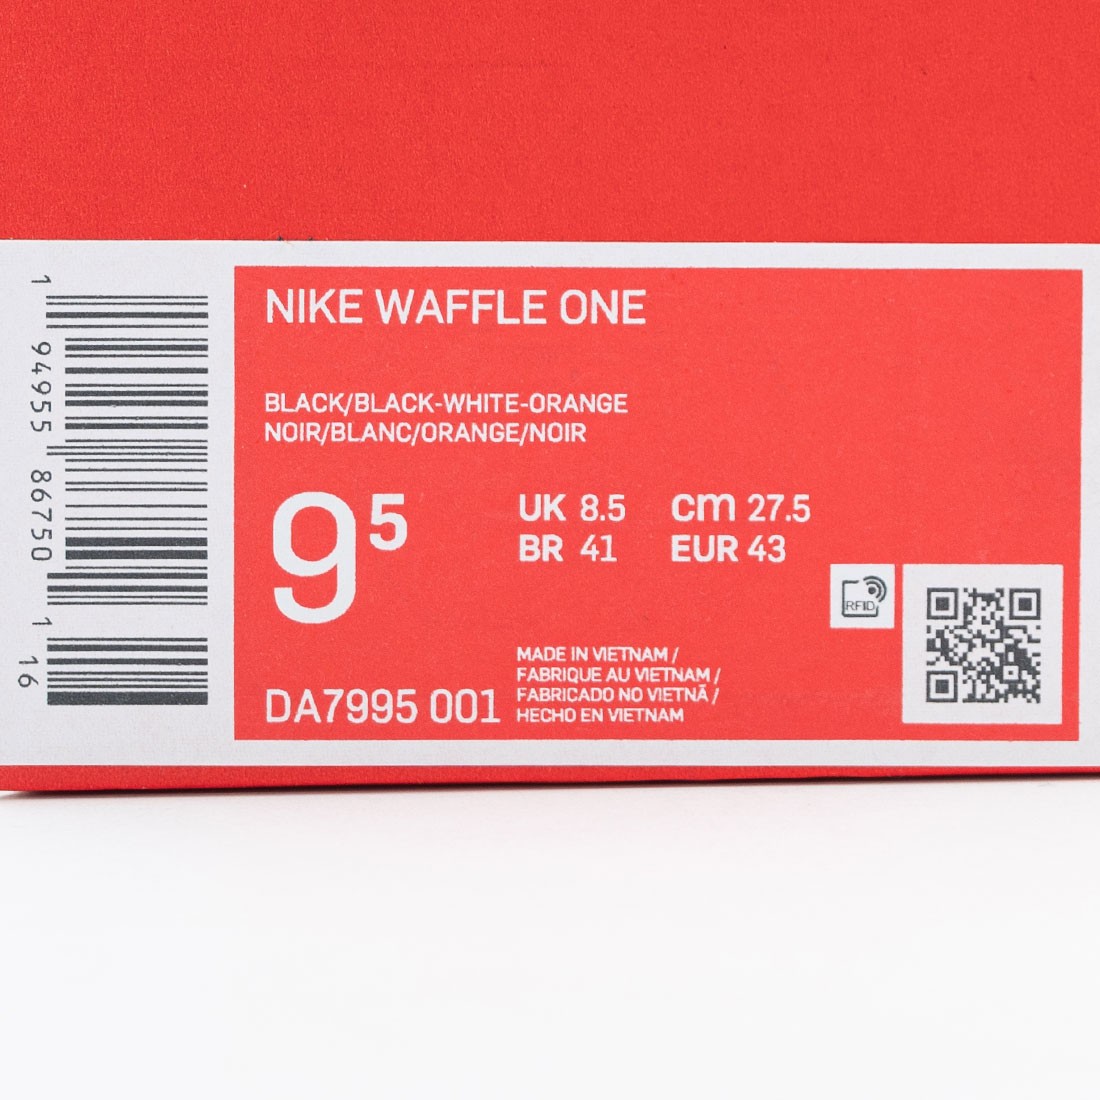 1 94955 86750 1 16
NIKE WAFFLE ONE
BLACK/BLACK-WHITE-ORANGE
NOIR/BLANC/ORANGE/NOIR
9⁵
UK 8.5 cm 27.5
BR 41 EUR 43
RFID
MADE IN VIETNAM /
FABRIQUE AU VIETNAM /
FABRICADO NO VIETNÃ /
HECHO EN VIETNAM
DA7995 001